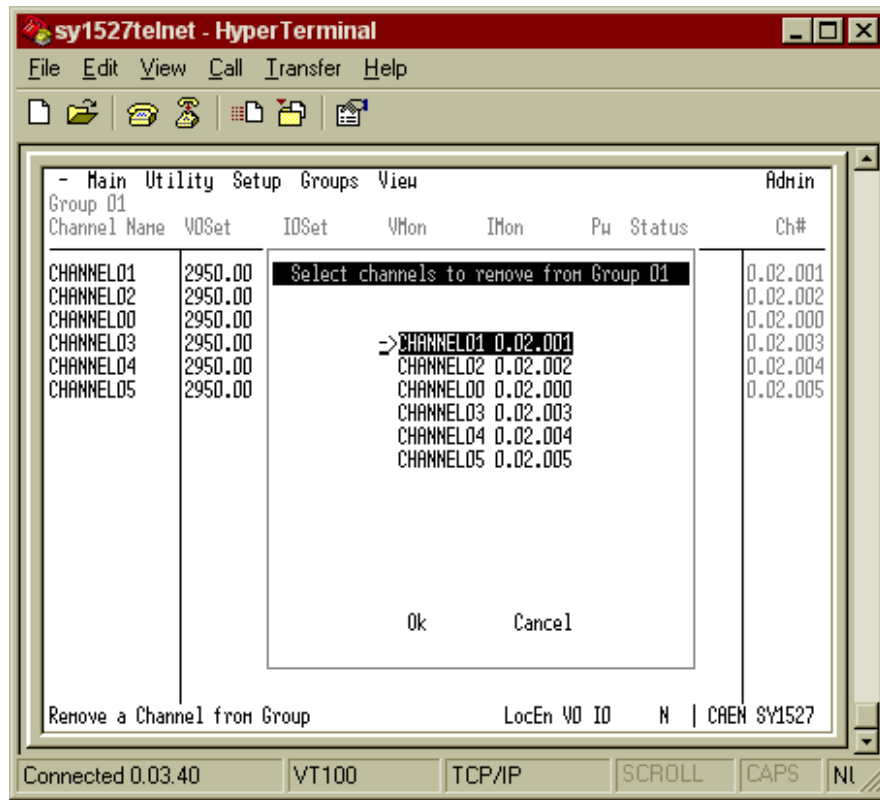 sy1527telnet - HyperTerminal
File Edit View Call Transfer Help
- Main Utility Setup Groups View Admin
Group 01
Channel Name V0Set I0Set VMon IMon Pw Status Ch#
CHANNEL01 2950.00 Select channels to remove from Group 01 0.02.001
CHANNEL02 2950.00 0.02.002
CHANNEL00 2950.00 0.02.000
CHANNEL03 2950.00 ->CHANNEL01 0.02.001 0.02.003
CHANNEL04 2950.00 CHANNEL02 0.02.002 0.02.004
CHANNEL05 2950.00 CHANNEL00 0.02.000 0.02.005
CHANNEL03 0.02.003
CHANNEL04 0.02.004
CHANNEL05 0.02.005
Ok Cancel
Remove a Channel from Group LocEn V0 I0 N | CAEN SY1527
Connected 0.03.40 VT100 TCP/IP SCROLL CAPS